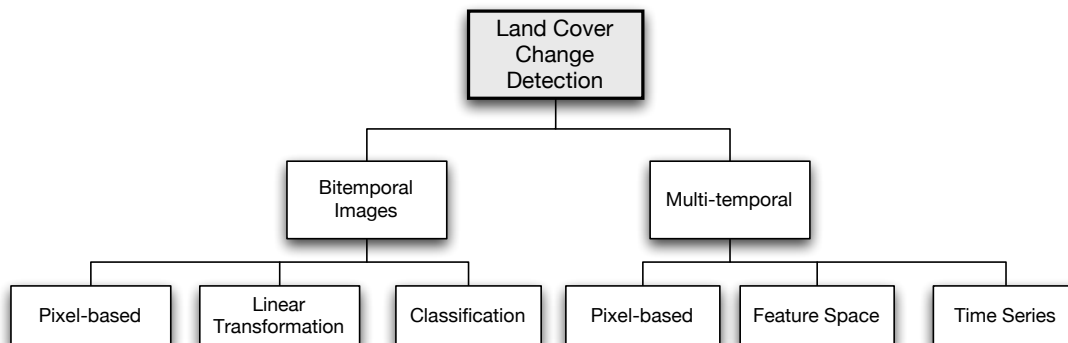 Land Cover
Change
Detection
Bitemporal
Images
Multi-temporal
Pixel-based
Linear
Transformation
Classification
Pixel-based
Feature Space
Time Series